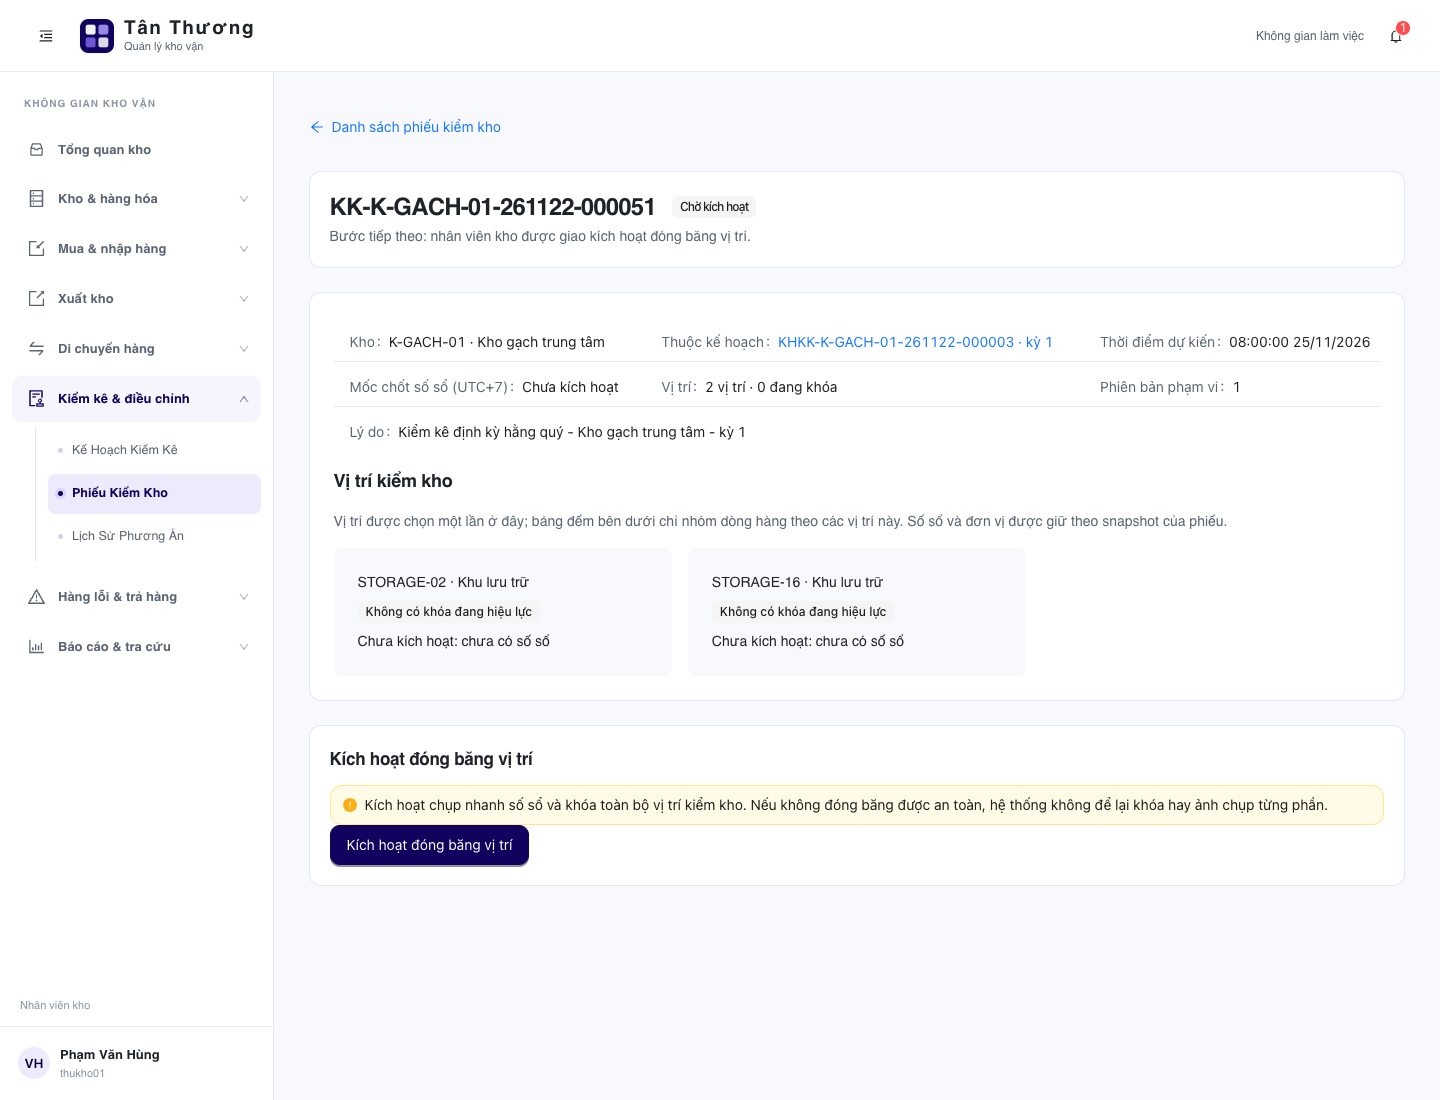 Tân Thương
Quản lý kho vận
Không gian làm việc
1
KHÔNG GIAN KHO VẬN
Tổng quan kho
Kho & hàng hóa
Mua & nhập hàng
Xuất kho
Di chuyển hàng
Kiểm kê & điều chỉnh
Kế Hoạch Kiểm Kê
Phiếu Kiểm Kho
Lịch Sử Phương Án
Hàng lỗi & trả hàng
Báo cáo & tra cứu
Nhân viên kho
VH
Phạm Văn Hùng
thukho01
Danh sách phiếu kiểm kho
KK-K-GACH-01-261122-000051 Chờ kích hoạt
Bước tiếp theo: nhân viên kho được giao kích hoạt đóng băng vị trí.
Kho: K-GACH-01 · Kho gạch trung tâm Thuộc kế hoạch: KHKK-K-GACH-01-261122-000003 · kỳ 1 Thời điểm dự kiến: 08:00:00 25/11/2026
Mốc chốt số sổ (UTC+7): Chưa kích hoạt Vị trí: 2 vị trí · 0 đang khóa Phiên bản phạm vi: 1
Lý do: Kiểm kê định kỳ hằng quý - Kho gạch trung tâm - kỳ 1
Vị trí kiểm kho
Vị trí được chọn một lần ở đây; bảng đếm bên dưới chỉ nhóm dòng hàng theo các vị trí này. Số sổ và đơn vị được giữ theo snapshot của phiếu.
STORAGE-02 · Khu lưu trữ
Không có khóa đang hiệu lực
Chưa kích hoạt: chưa có số sổ
STORAGE-16 · Khu lưu trữ
Không có khóa đang hiệu lực
Chưa kích hoạt: chưa có số sổ
Kích hoạt đóng băng vị trí
Kích hoạt chụp nhanh số sổ và khóa toàn bộ vị trí kiểm kho. Nếu không đóng băng được an toàn, hệ thống không để lại khóa hay ảnh chụp từng phần.
Kích hoạt đóng băng vị trí